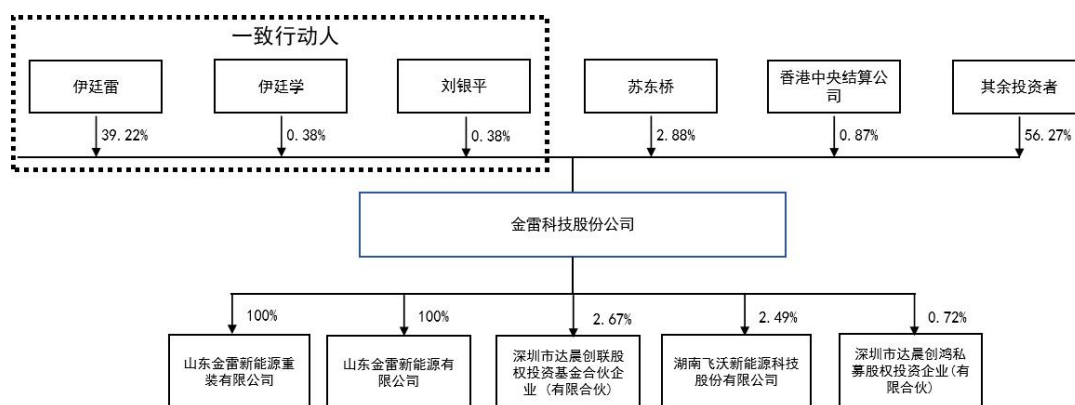 一致行动人
伊廷雷
伊廷学
刘银平
苏东桥
香港中央结算公
司
其余投资者
39.22%
0.38%
0.38%
2.88%
0.87%
56.27%
金雷科技股份公司
100%
100%
2.67%
2.49%
0.72%
山东金雷新能源重
装有限公司
山东金雷新能源有
限公司
深圳市达晨创联股
权投资基金合伙企
业 (有限合伙)
湖南飞沃新能源科技
股份有限公司
深圳市达晨创鸿私
募股权投资企业(有
限合伙)